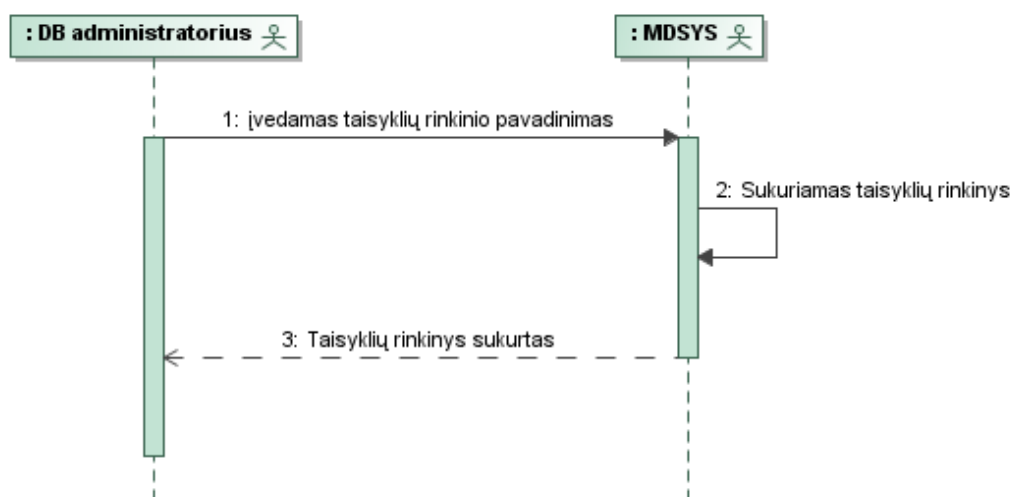 : DB administratorius
: MDSYS
1: įvedamas taisyklių rinkinio pavadinimas
2: Sukuriamas taisyklių rinkinys
3: Taisyklių rinkinys sukurtas